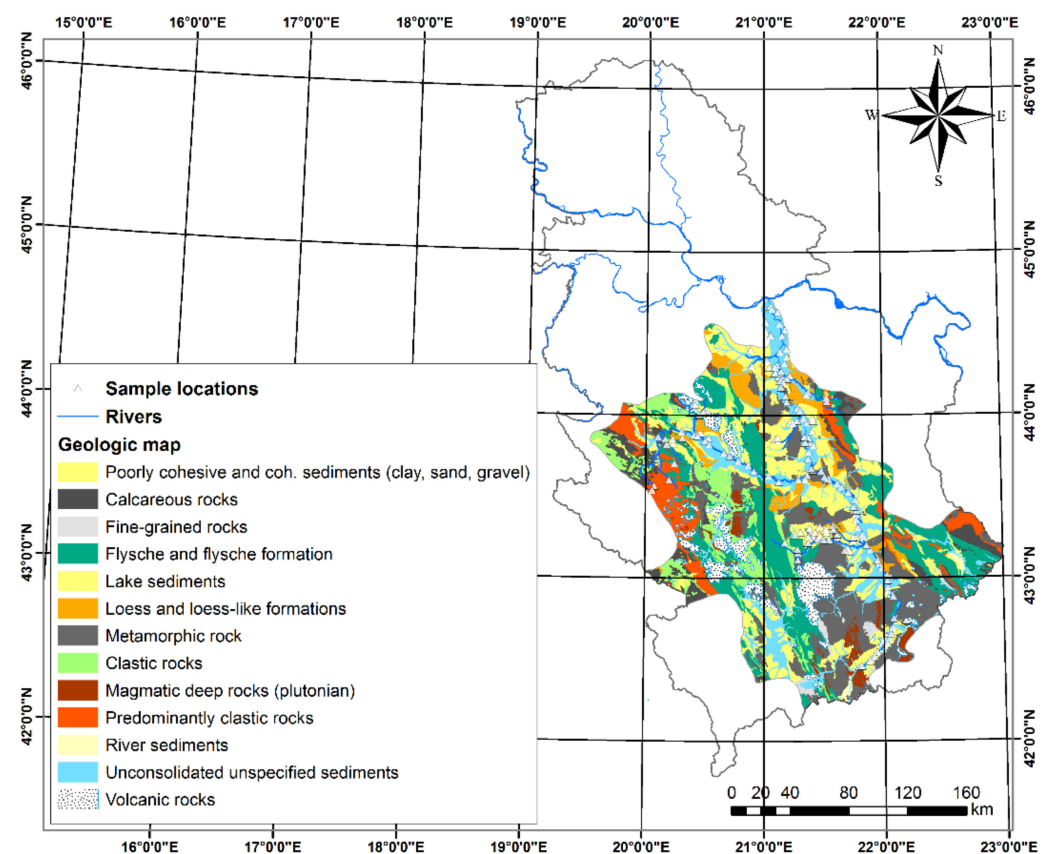 15°0'0"E 16°0'0"E 17°0'0"E 18°0'0"E 19°0'0"E 20°0'0"E 21°0'0"E 22°0'0"E 23°0'0"E
46°0'0"N
45°0'0"N
44°0'0"N
43°0'0"N
42°0'0"N
N
W E
S
46°0'0"N
45°0'0"N
44°0'0"N
43°0'0"N
42°0'0"N
Sample locations
Rivers
Geologic map
Poorly cohesive and coh. sediments (clay, sand, gravel)
Calcareous rocks
Fine-grained rocks
Flysche and flysche formation
Lake sediments
Loess and loess-like formations
Metamorphic rock
Clastic rocks
Magmatic deep rocks (plutonian)
Predominantly clastic rocks
River sediments
Unconsolidated unspecified sediments
Volcanic rocks
0 20 40 80 120 160
km
16°0'0"E 17°0'0"E 18°0'0"E 19°0'0"E 20°0'0"E 21°0'0"E 22°0'0"E 23°0'0"E